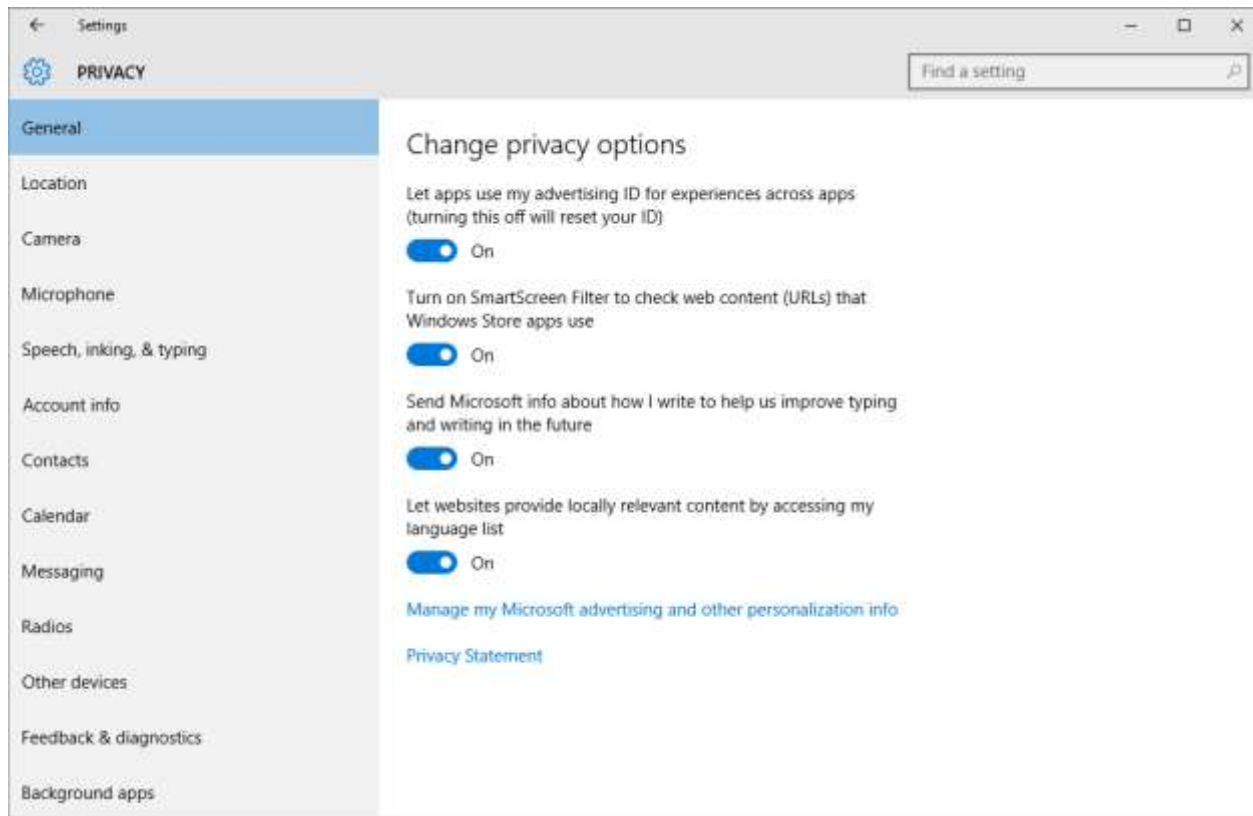 Settings
PRIVACY
Find a setting
General
Location
Camera
Microphone
Speech, inking, & typing
Account info
Contacts
Calendar
Messaging
Radios
Other devices
Feedback & diagnostics
Background apps
Change privacy options
Let apps use my advertising ID for experiences across apps
(turning this off will reset your ID)
On
Turn on SmartScreen Filter to check web content (URLs) that
Windows Store apps use
On
Send Microsoft info about how I write to help us improve typing
and writing in the future
On
Let websites provide locally relevant content by accessing my
language list
On
Manage my Microsoft advertising and other personalization info
Privacy Statement